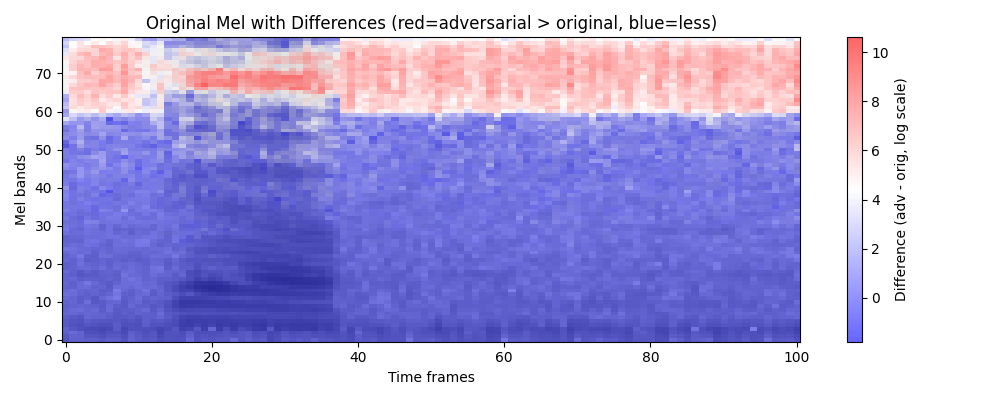 Original Mel with Differences (red=adversarial > original, blue=less)
Mel bands
70
60
50
40
30
20
10
0
0 20 40 60 80 100
Time frames
10
8
6
4
2
0
Difference (adv - orig, log scale)